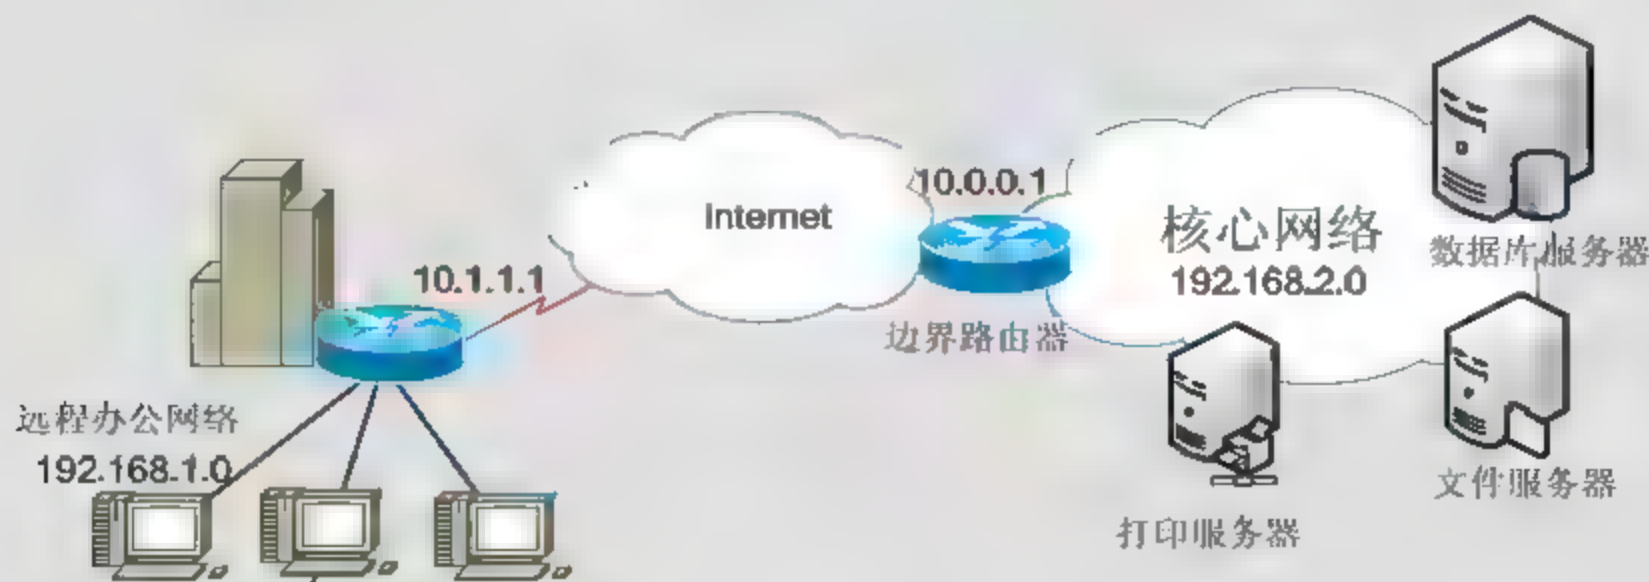 10.0.0.1
Internet
核心网络
192.168.2.0
数据库服务器
10.1.1.1
边界路由器
远程办公网络
192.168.1.0
文件服务器
打印服务器